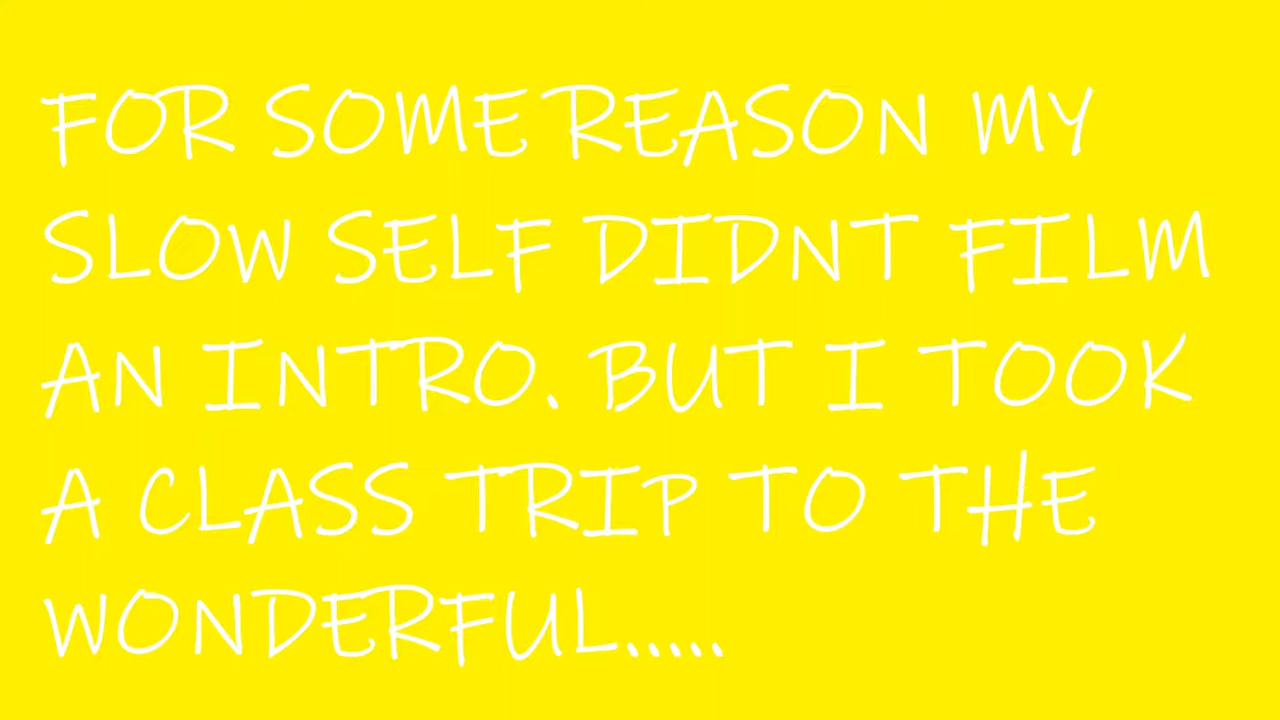 FOR SOME REASON MY
SLOW SELF DIDNT FILM
AN INTRO. BUT I TOOK
A CLASS TRIP TO THE
WONDERFUL.....